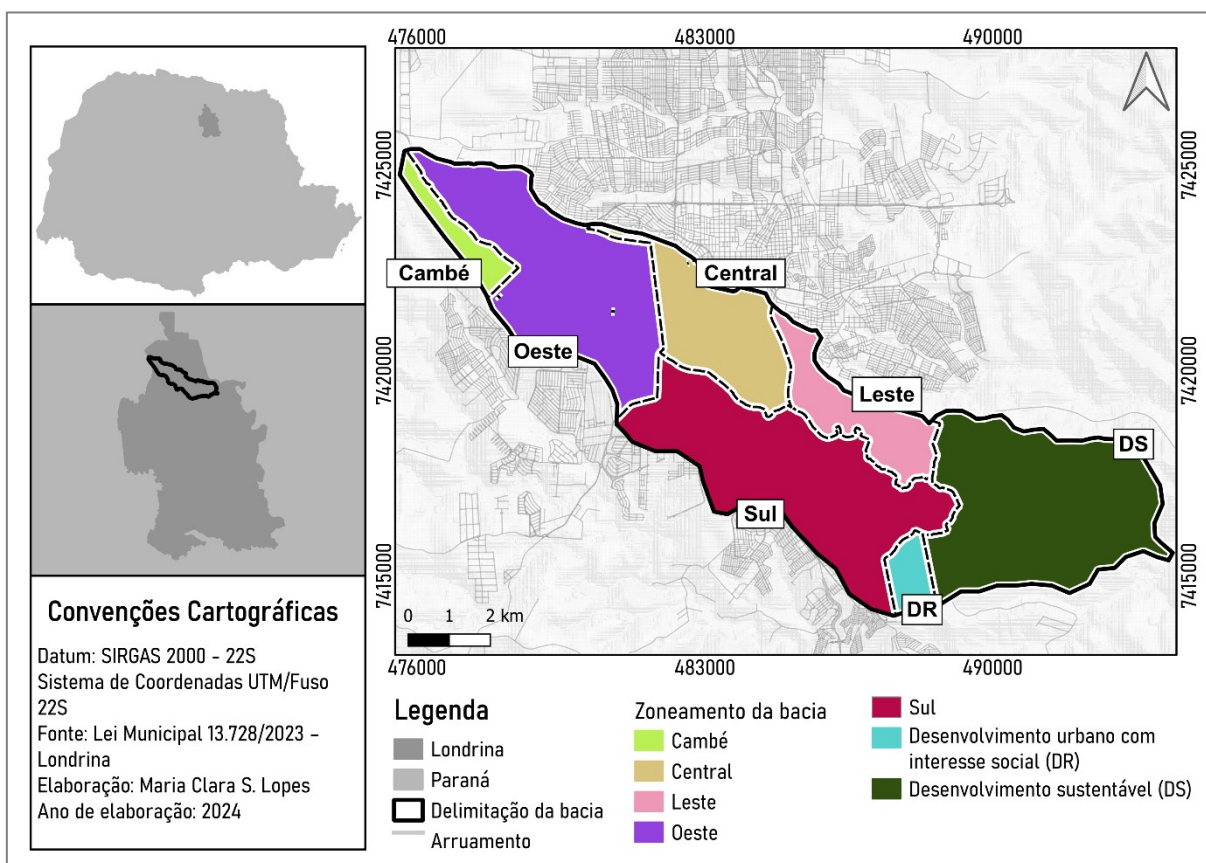 476000
483000
490000
7425000
7425000
Cambé
Central
Oeste
7420000
7420000
Leste
DS
Sul
7415000
7415000
DR
0 1 2 km
476000
483000
490000
Convenções Cartográficas
Datum: SIRGAS 2000 - 22S
Sistema de Coordenadas UTM/Fuso
22S
Fonte: Lei Municipal 13.728/2023 –
Londrina
Elaboração: Maria Clara S. Lopes
Ano de elaboração: 2024
Legenda
Londrina
Paraná
Delimitação da bacia
Arruamento
Zoneamento da bacia
Cambé
Central
Leste
Oeste
Sul
Desenvolvimento urbano com
interesse social (DR)
Desenvolvimento sustentável (DS)